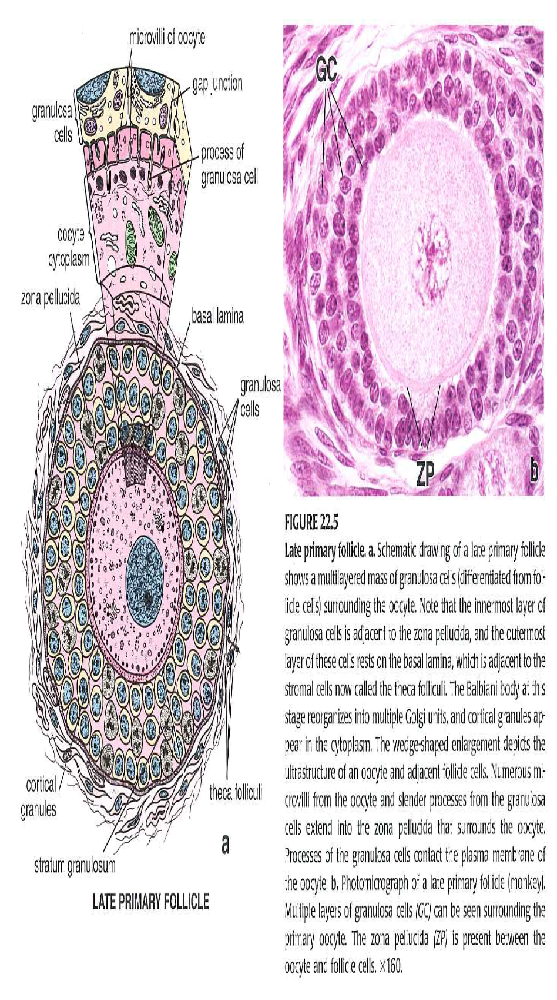 microvilli of oocyte
gap junction
granulosa
cells
process of
granulosa cell
oocyte
cytoplasm
zona pellucida
basal lamina
granulosa
cells
cortical
granules
theca folliculi
a
stratum granulosum
LATE PRIMARY FOLLICLE
GC
ZP
b
FIGURE 22.5
Late primary follicle. a. Schematic drawing of a late primary follicle
shows a multilayered mass of granulosa cells (differentiated from fol-
licle cells) surrounding the oocyte. Note that the innermost layer of
granulosa cells is adjacent to the zona pellucida, and the outermost
layer of these cells rests on the basal lamina, which is adjacent to the
stromal cells now called the theca folliculi. The Balbiani body at this
stage reorganizes into multiple Golgi units, and cortical granules ap-
pear in the cytoplasm. The wedge-shaped enlargement depicts the
ultrastructure of an oocyte and adjacent follicle cells. Numerous mi-
crovilli from the oocyte and slender processes from the granulosa
cells extend into the zona pellucida that surrounds the oocyte.
Processes of the granulosa cells contact the plasma membrane of
the oocyte. b. Photomicrograph of a late primary follicle (monkey).
Multiple layers of granulosa cells (GC) can be seen surrounding the
primary oocyte. The zona pellucida (ZP) is present between the
oocyte and follicle cells. ×160.